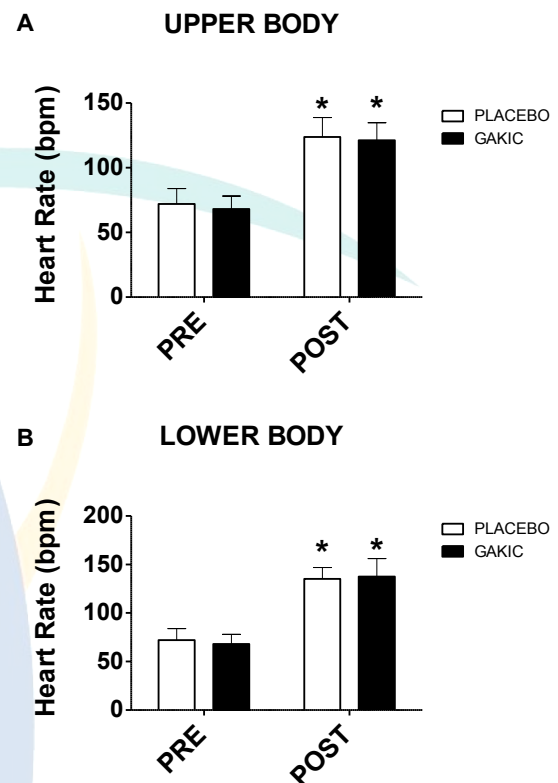 A
UPPER BODY
Heart Rate (bpm)
150
100
50
0
* *
PRE
POST
PLACEBO
GAKIC
B
LOWER BODY
Heart Rate (bpm)
200
150
100
50
0
* *
PRE
POST
PLACEBO
GAKIC